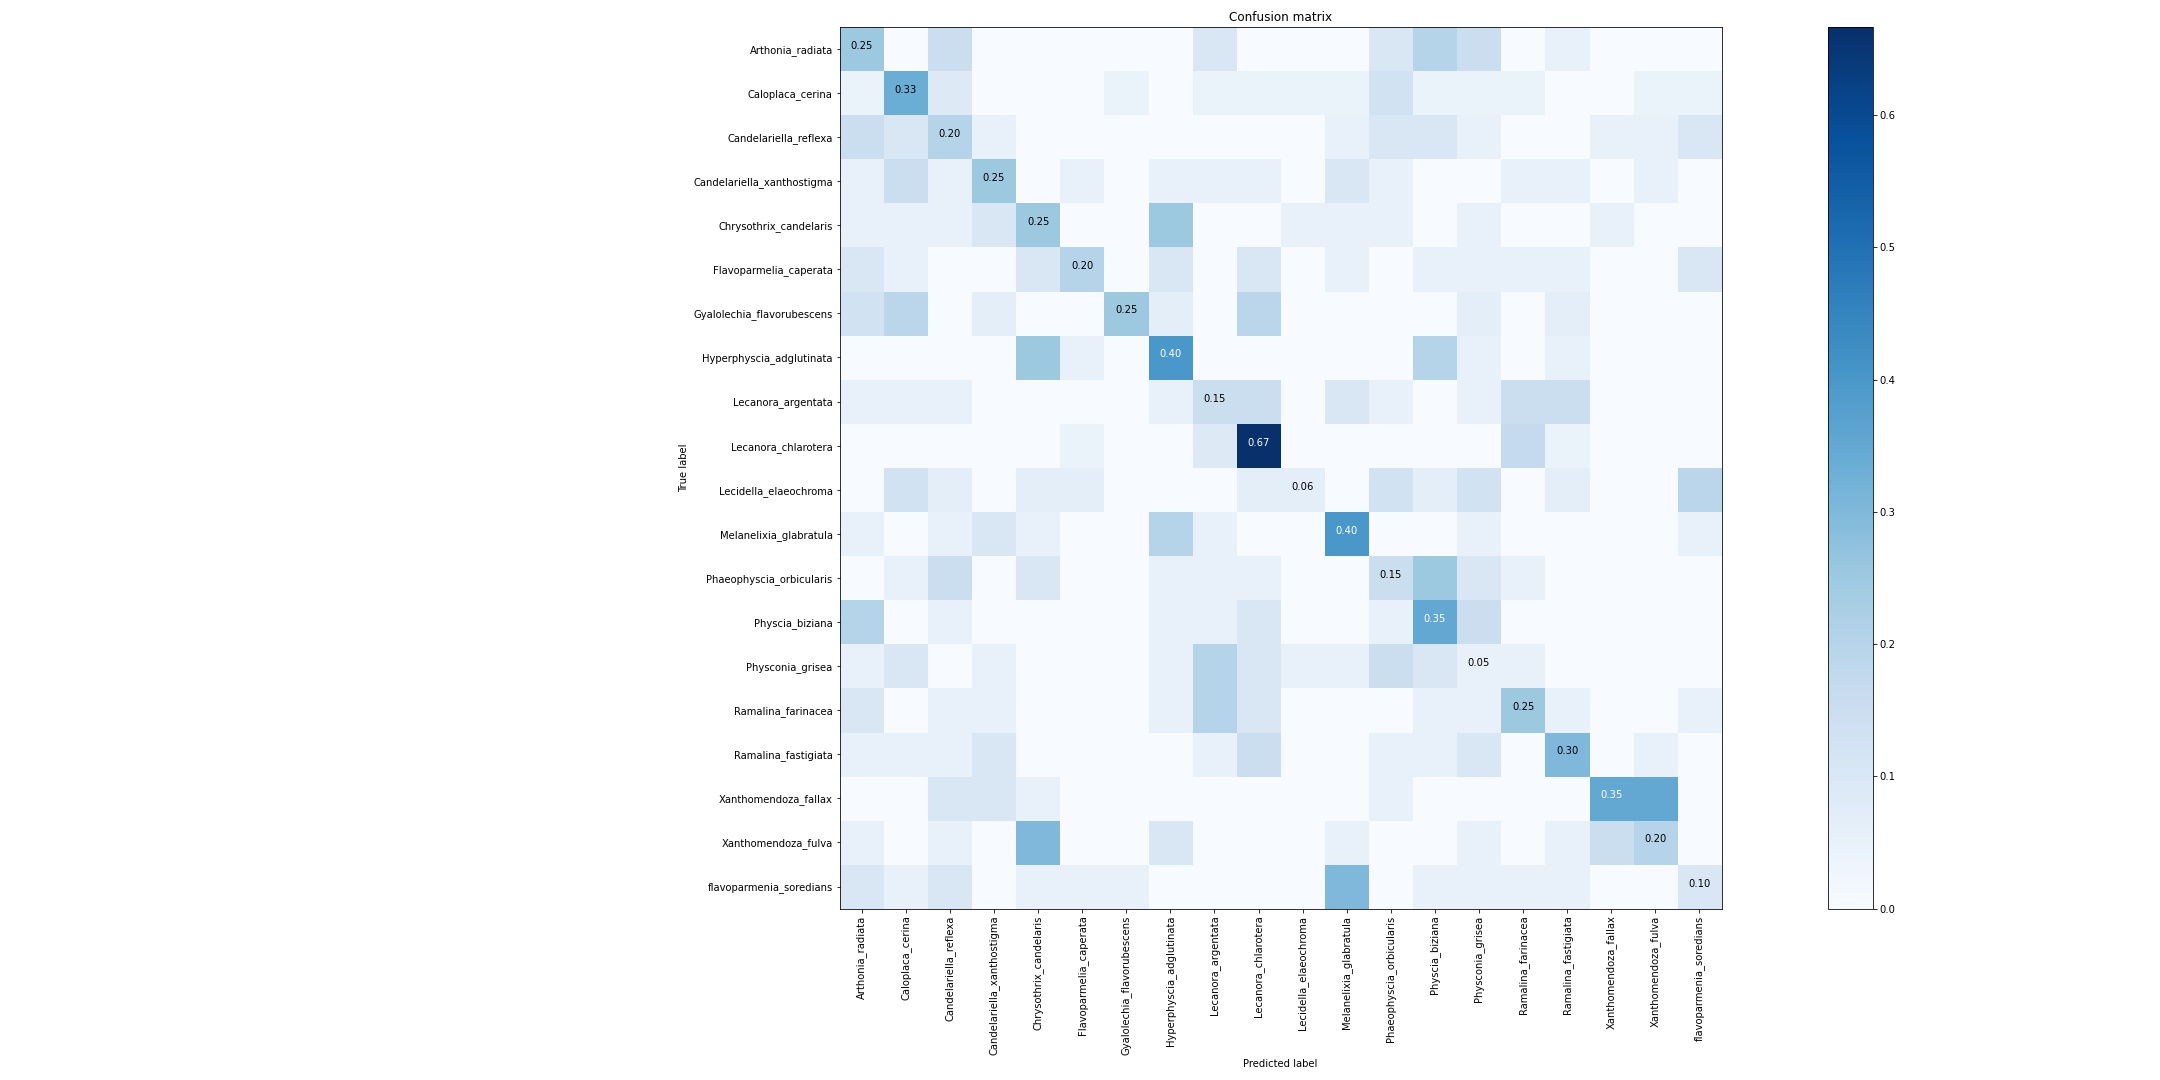 Confusion matrix
Arthonia_radiata 0.25
Caloplaca_cerina 0.33
Candelariella_reflexa 0.20
Candelariella_xanthostigma 0.25
Chrysothrix_candelaris 0.25
Flavoparmelia_caperata 0.20
Gyalolechia_flavorubescens 0.25
Hyperphyscia_adglutinata 0.40
Lecanora_argentata 0.15
Lecanora_chlarotera 0.67
Lecidella_elaeochroma 0.06
Melanelixia_glabratula 0.40
Phaeophyscia_orbicularis 0.15
Physcia_biziana 0.35
Physconia_grisea 0.05
Ramalina_farinacea 0.25
Ramalina_fastigiata 0.30
Xanthomendoza_fallax 0.35
Xanthomendoza_fulva 0.20
flavoparmenia_soredians 0.10
True label
Arthonia_radiata
Caloplaca_cerina
Candelariella_reflexa
Candelariella_xanthostigma
Chrysothrix_candelaris
Flavoparmelia_caperata
Gyalolechia_flavorubescens
Hyperphyscia_adglutinata
Lecanora_argentata
Lecanora_chlarotera
Lecidella_elaeochroma
Melanelixia_glabratula
Phaeophyscia_orbicularis
Physcia_biziana
Physconia_grisea
Ramalina_farinacea
Ramalina_fastigiata
Xanthomendoza_fallax
Xanthomendoza_fulva
flavoparmenia_soredians
Predicted label
0.6
0.5
0.4
0.3
0.2
0.1
0.0